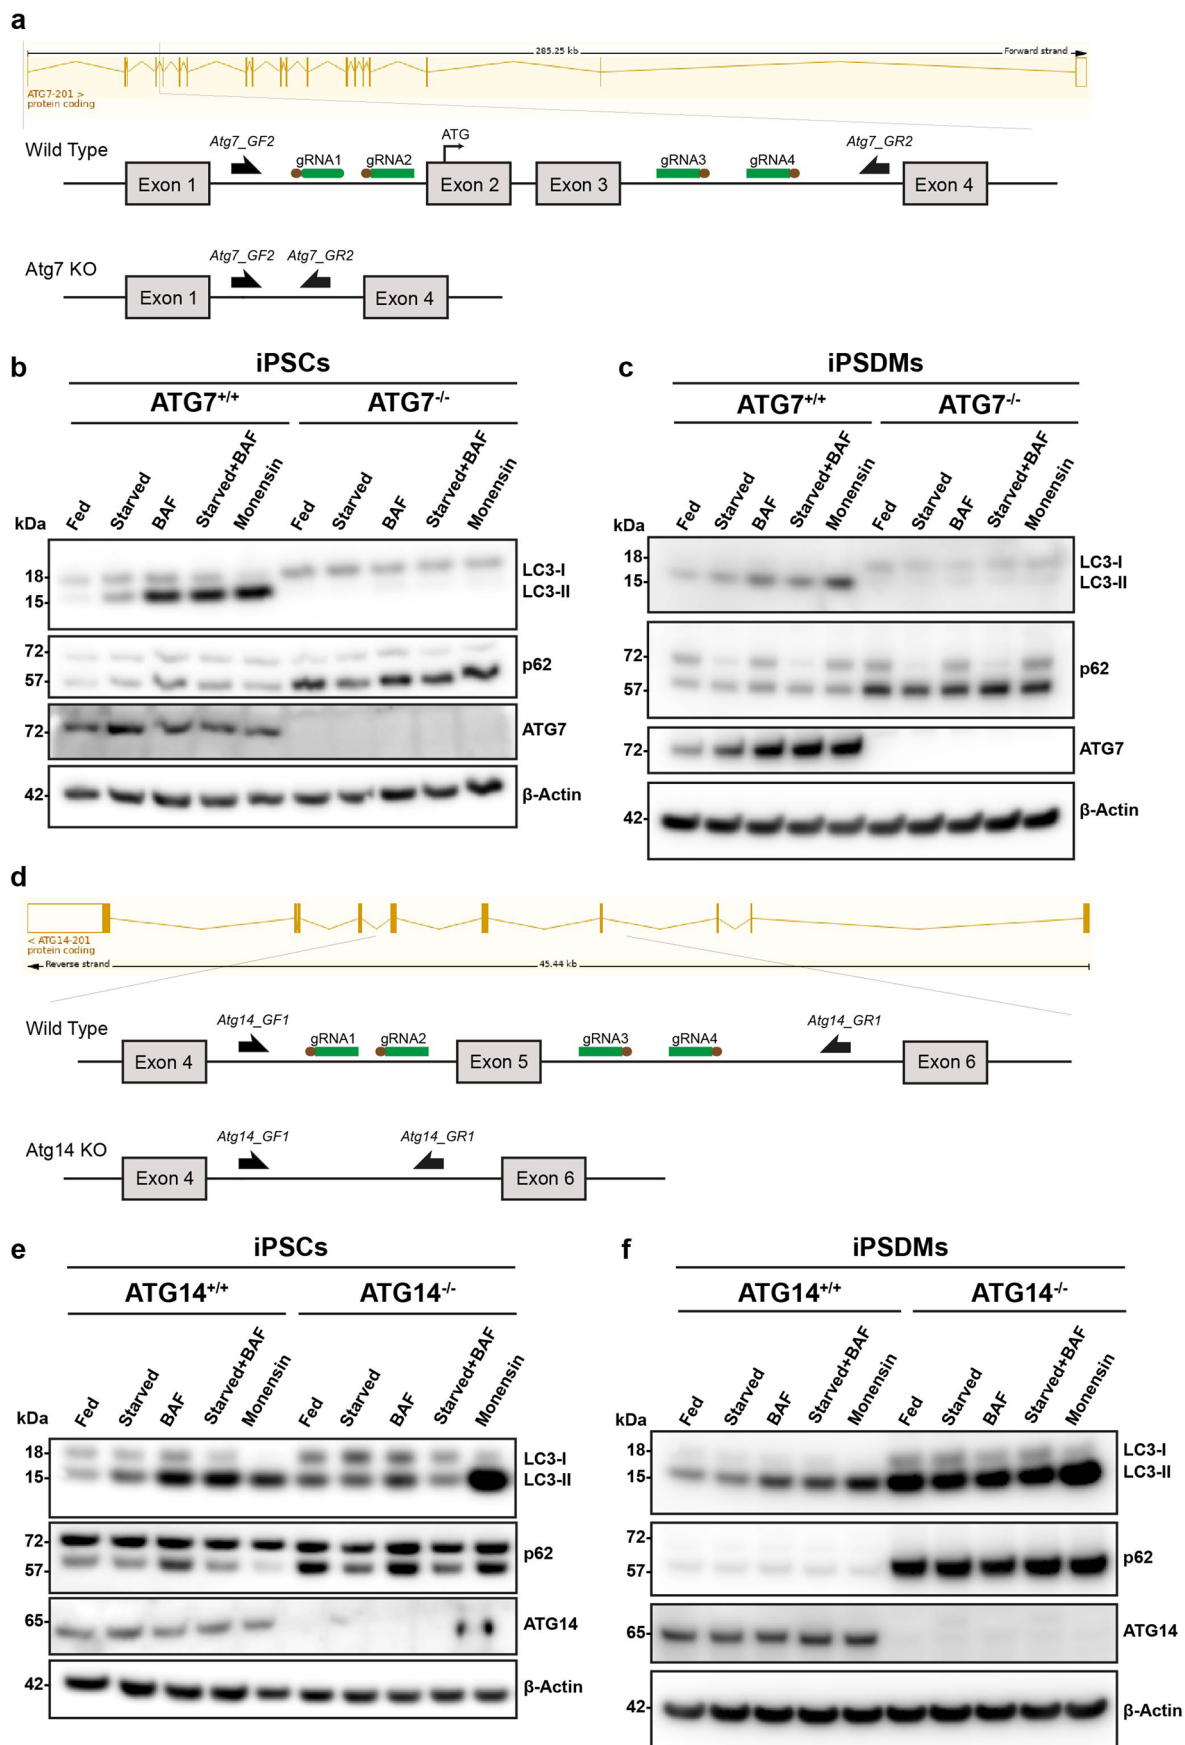 a
285.25 kb
Forward strand
ATG7-201 >
protein coding
Wild Type
Atg7_GF2
gRNA1
gRNA2
ATG
gRNA3
gRNA4
Atg7_GR2
Exon 1
Exon 2
Exon 3
Exon 4
Atg7 KO
Atg7_GF2
Atg7_GR2
Exon 1
Exon 4
b
iPSCs
ATG7+/+
ATG7-/-
Fed
Starved
BAF
Starved+BAF
Monensin
Fed
Starved
BAF
Starved+BAF
Monensin
kDa
18-
15-
LC3-I
LC3-II
72-
57-
p62
72-
ATG7
42-
β-Actin
c
iPSDMs
ATG7+/+
ATG7-/-
Fed
Starved
BAF
Starved+BAF
Monensin
Fed
Starved
BAF
Starved+BAF
Monensin
kDa
18-
15-
LC3-I
LC3-II
72-
57-
p62
72-
ATG7
42-
β-Actin
d
< ATG14-201
protein coding
Reverse strand
45.44 kb
Wild Type
Atg14_GF1
gRNA1
gRNA2
gRNA3
gRNA4
Atg14_GR1
Exon 4
Exon 5
Exon 6
Atg14 KO
Atg14_GF1
Atg14_GR1
Exon 4
Exon 6
e
iPSCs
ATG14+/+
ATG14-/-
Fed
Starved
BAF
Starved+BAF
Monensin
Fed
Starved
BAF
Starved+BAF
Monensin
kDa
18-
15-
LC3-I
LC3-II
72-
57-
p62
65-
ATG14
42-
β-Actin
f
iPSDMs
ATG14+/+
ATG14-/-
Fed
Starved
BAF
Starved+BAF
Monensin
Fed
Starved
BAF
Starved+BAF
Monensin
kDa
18-
15-
LC3-I
LC3-II
72-
57-
p62
65-
ATG14
42-
β-Actin